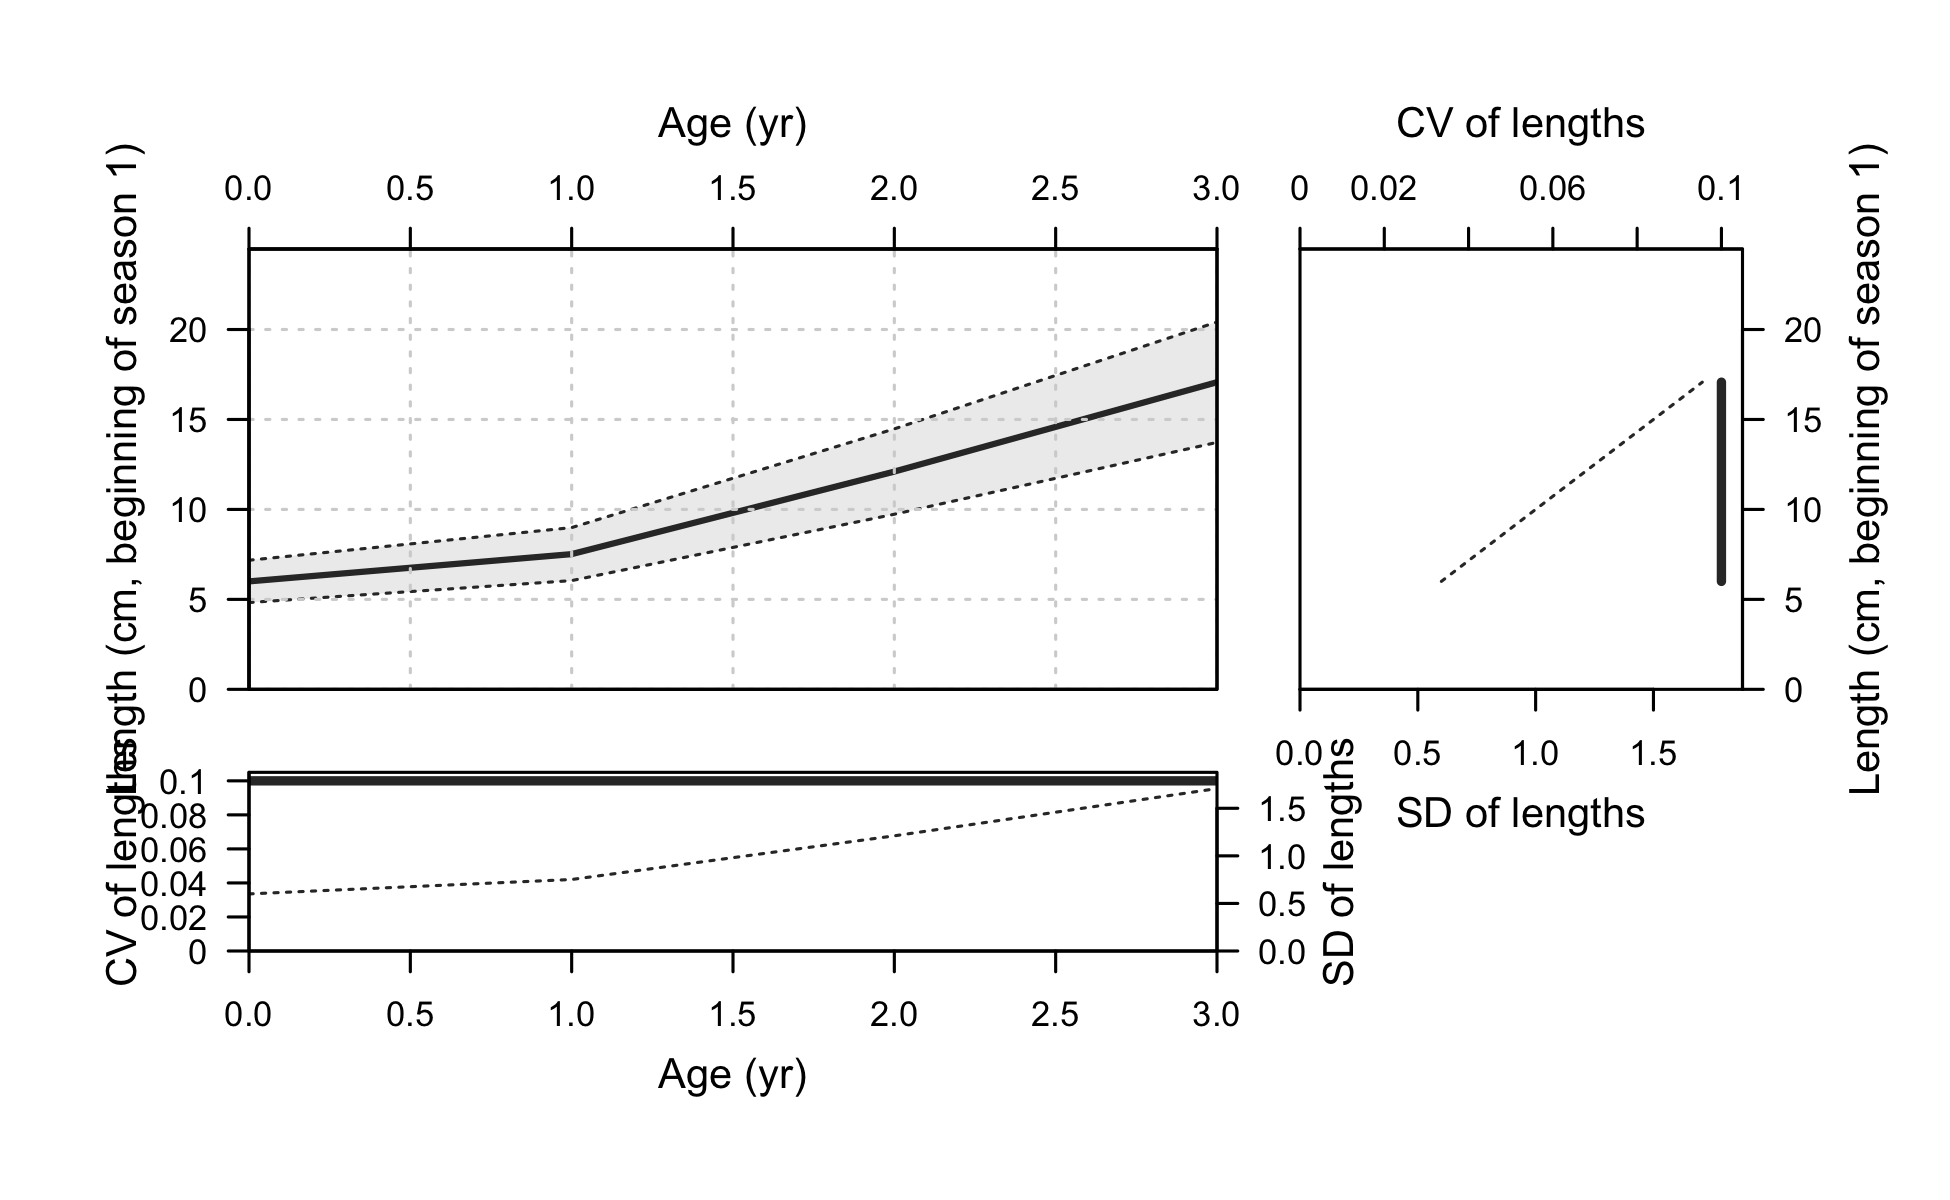 Age (yr)
CV of lengths
0.0 0.5 1.0 1.5 2.0 2.5 3.0
0 0.02 0.06 0.1
Length (cm, beginning of season 1)
20
15
10
5
0
20
15
10
5
0
Length (cm, beginning of season 1)
0.0 0.5 1.0 1.5
SD of lengths
CV of lengths
0.1
0.08
0.06
0.04
0.02
0
1.5
1.0
0.5
0.0
SD of lengths
0.0 0.5 1.0 1.5 2.0 2.5 3.0
Age (yr)